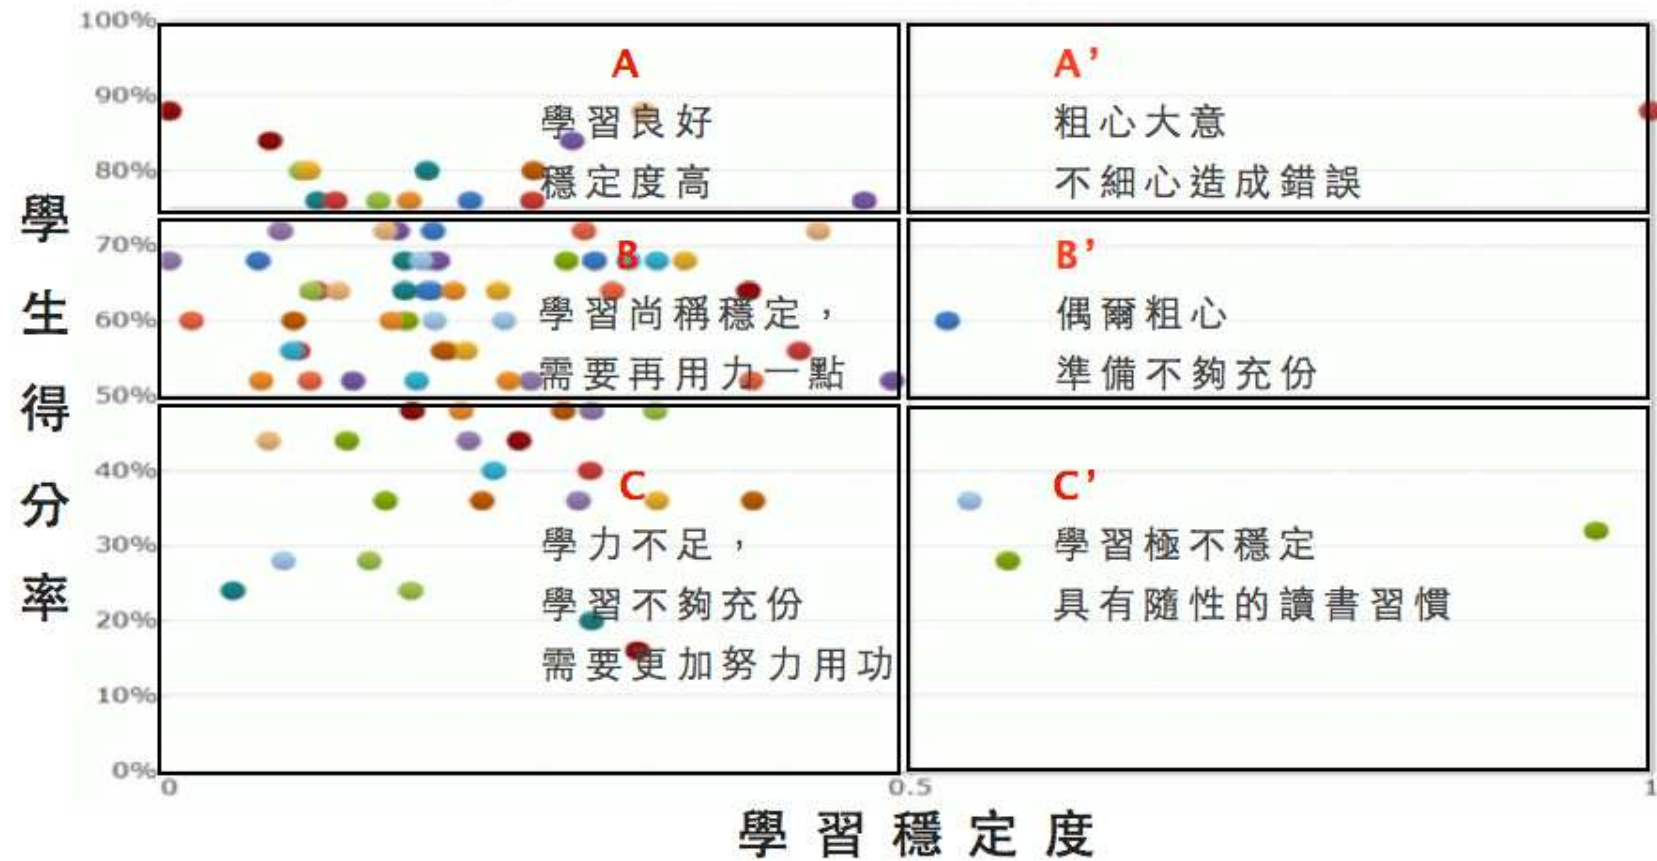 100%
90%
80%
70%
60%
50%
40%
30%
20%
10%
0%
學生得分率
A
學習良好
穩定度高
A’
粗心大意
不細心造成錯誤
B
學習尚稱穩定，
需要再用力一點
B’
偶爾粗心
準備不夠充份
C
學力不足，
學習不夠充份
需要更加努力用功
C’
學習極不穩定
具有隨性的讀書習慣
0
0.5
1
學習穩定度